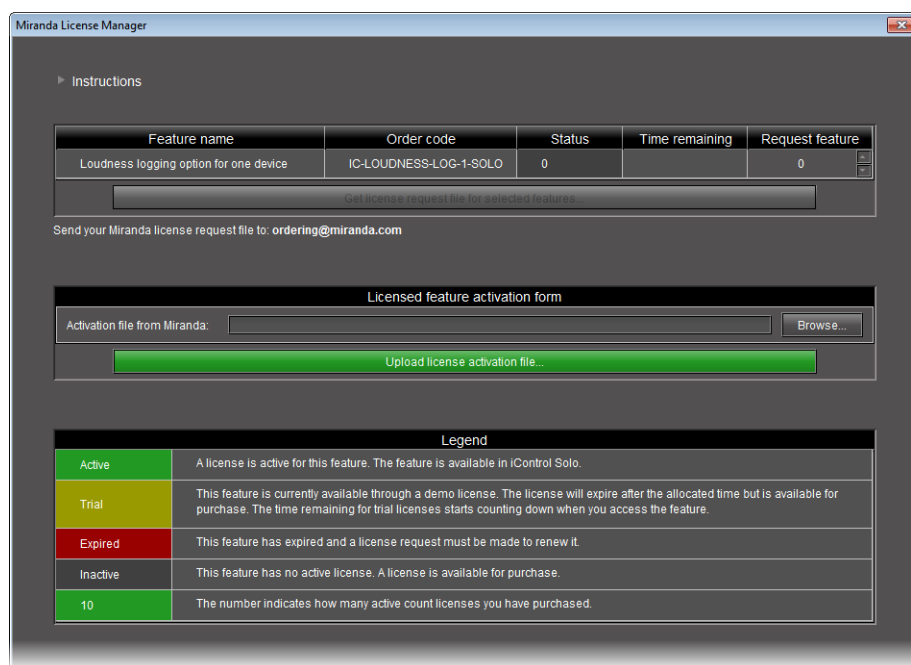 Miranda License Manager
Instructions
Feature name Order code Status Time remaining Request feature
Loudness logging option for one device IC-LOUDNESS-LOG-1-SOLO 0 0
Get license request file for selected features...
Send your Miranda license request file to: ordering@miranda.com
Licensed feature activation form
Activation file from Miranda: Browse...
Upload license activation file...
Legend
Active A license is active for this feature. The feature is available in iControl Solo.
Trial This feature is currently available through a demo license. The license will expire after the allocated time but is available for
purchase. The time remaining for trial licenses starts counting down when you access the feature.
Expired This feature has expired and a license request must be made to renew it.
Inactive This feature has no active license. A license is available for purchase.
10 The number indicates how many active count licenses you have purchased.